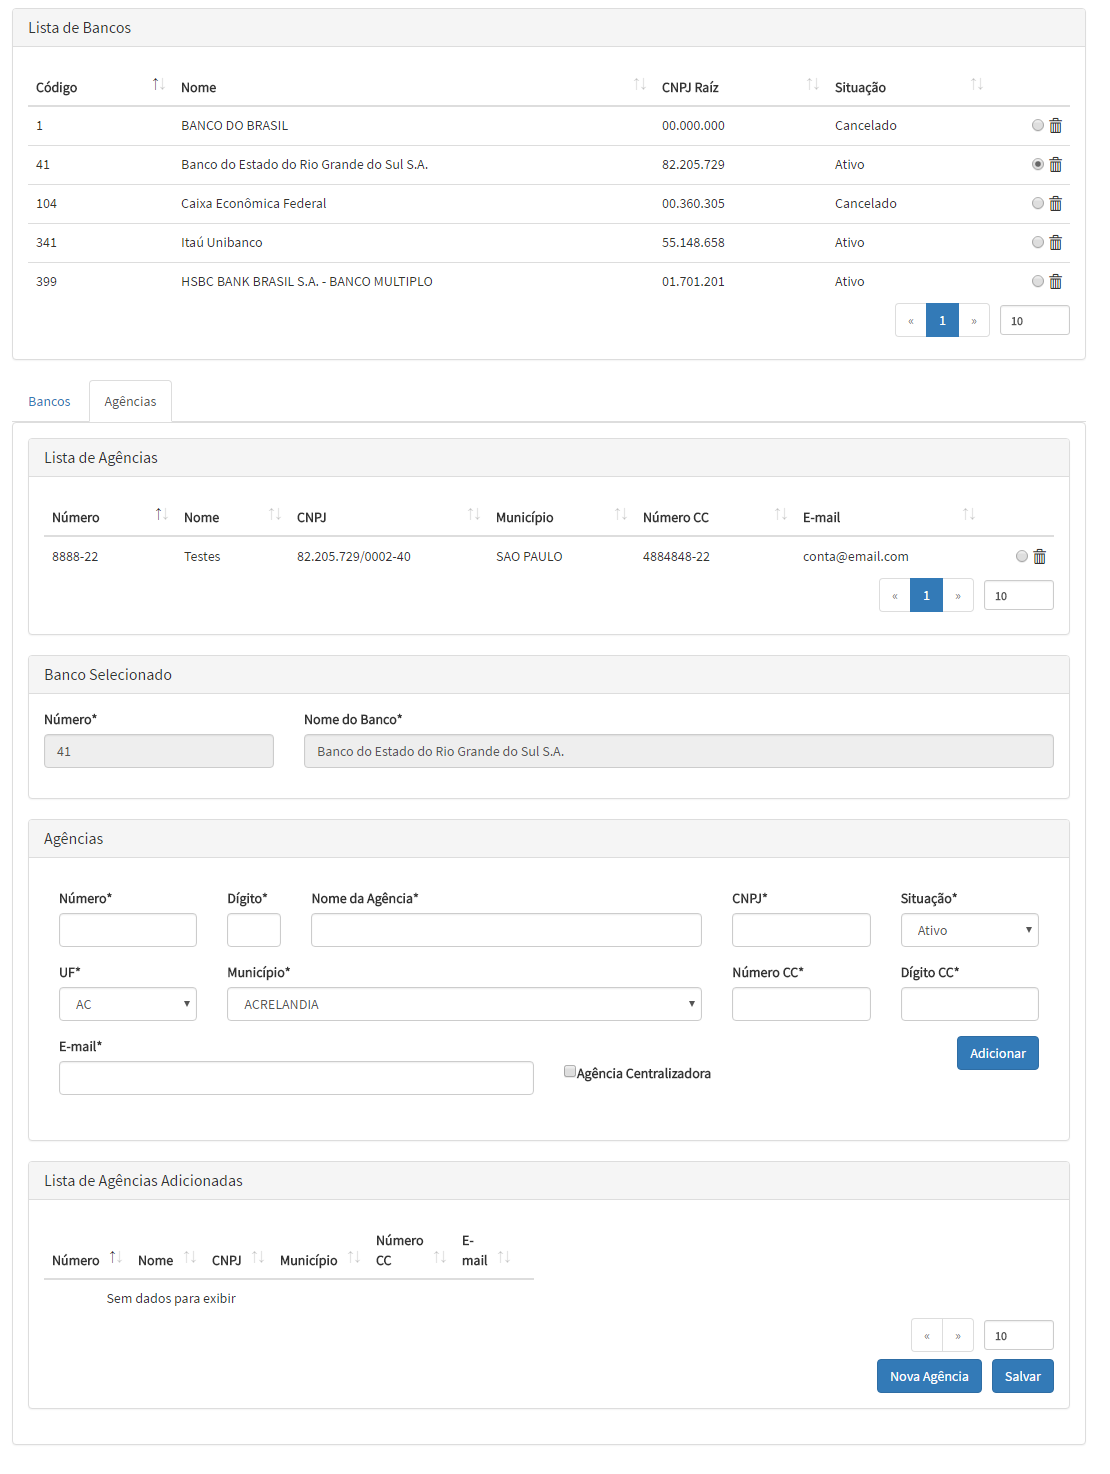 Lista de Bancos
Código Nome CNPJ Raíz Situação
1 BANCO DO BRASIL 00.000.000 Cancelado
41 Banco do Estado do Rio Grande do Sul S.A. 82.205.729 Ativo
104 Caixa Econômica Federal 00.360.305 Cancelado
341 Itaú Unibanco 55.148.658 Ativo
399 HSBC BANK BRASIL S.A. - BANCO MULTIPLO 01.701.201 Ativo
« 1 » 10
Bancos Agências
Lista de Agências
Número Nome CNPJ Município Número CC E-mail
8888-22 Testes 82.205.729/0002-40 SAO PAULO 4884848-22 conta@email.com
« 1 » 10
Banco Selecionado
Número* Nome do Banco*
41 Banco do Estado do Rio Grande do Sul S.A.
Agências
Número* Dígito* Nome da Agência* CNPJ* Situação*
Ativo
UF* Município* Número CC* Dígito CC*
AC ACRELANDIA
E-mail*
Adicionar
Agência Centralizadora
Lista de Agências Adicionadas
Número Nome CNPJ Município Número CC E-mail
Sem dados para exibir
« » 10
Nova Agência Salvar